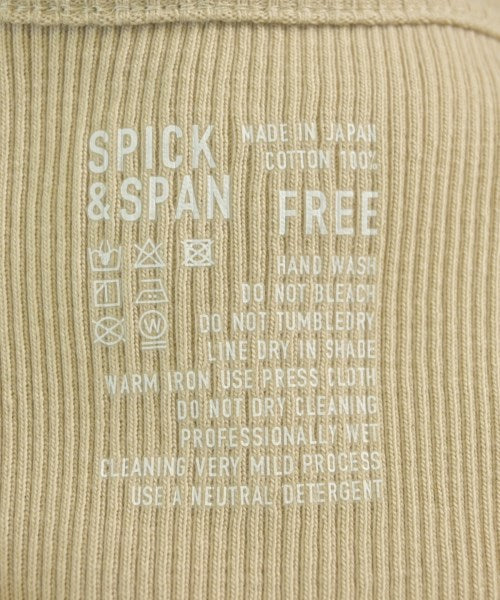 SPICK
&SPAN
MADE IN JAPAN
COTTON 100%
FREE
W
HAND WASH
DO NOT BLEACH
DO NOT TUMBLEDRY
LINE DRY IN SHADE
WARM IRON USE PRESS CLOTH
DO NOT DRY CLEANING
PROFESSIONALLY WET
CLEANING VERY MILD PROCESS
USE A NEUTRAL DETERGENT